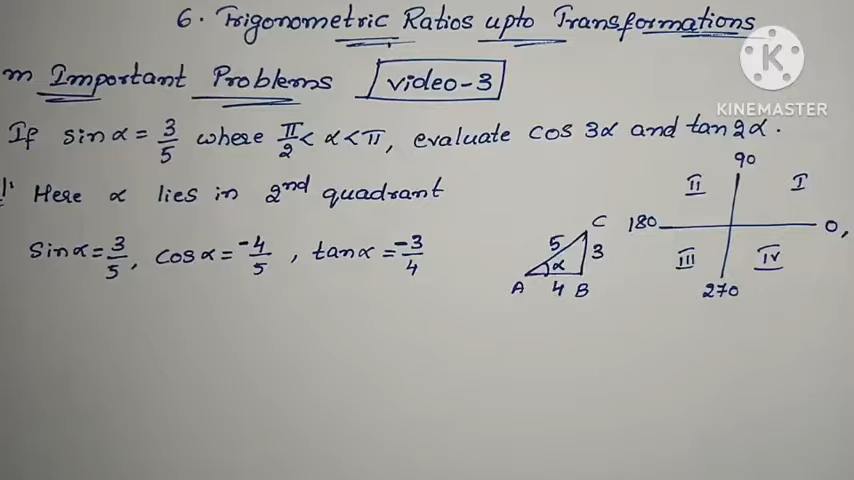 6. Trigonometric Ratios upto Transformations
m Important Problems video-3
K
KINEMASTER
If sin α = 3/5 where π/2 < α < π, evaluate cos 3α and tan 2α.
Here α lies in 2nd quadrant
sin α = 3/5, cos α = -4/5, tan α = -3/4
C
5
3
α
A 4 B
90
II I
180 0,
III IV
270